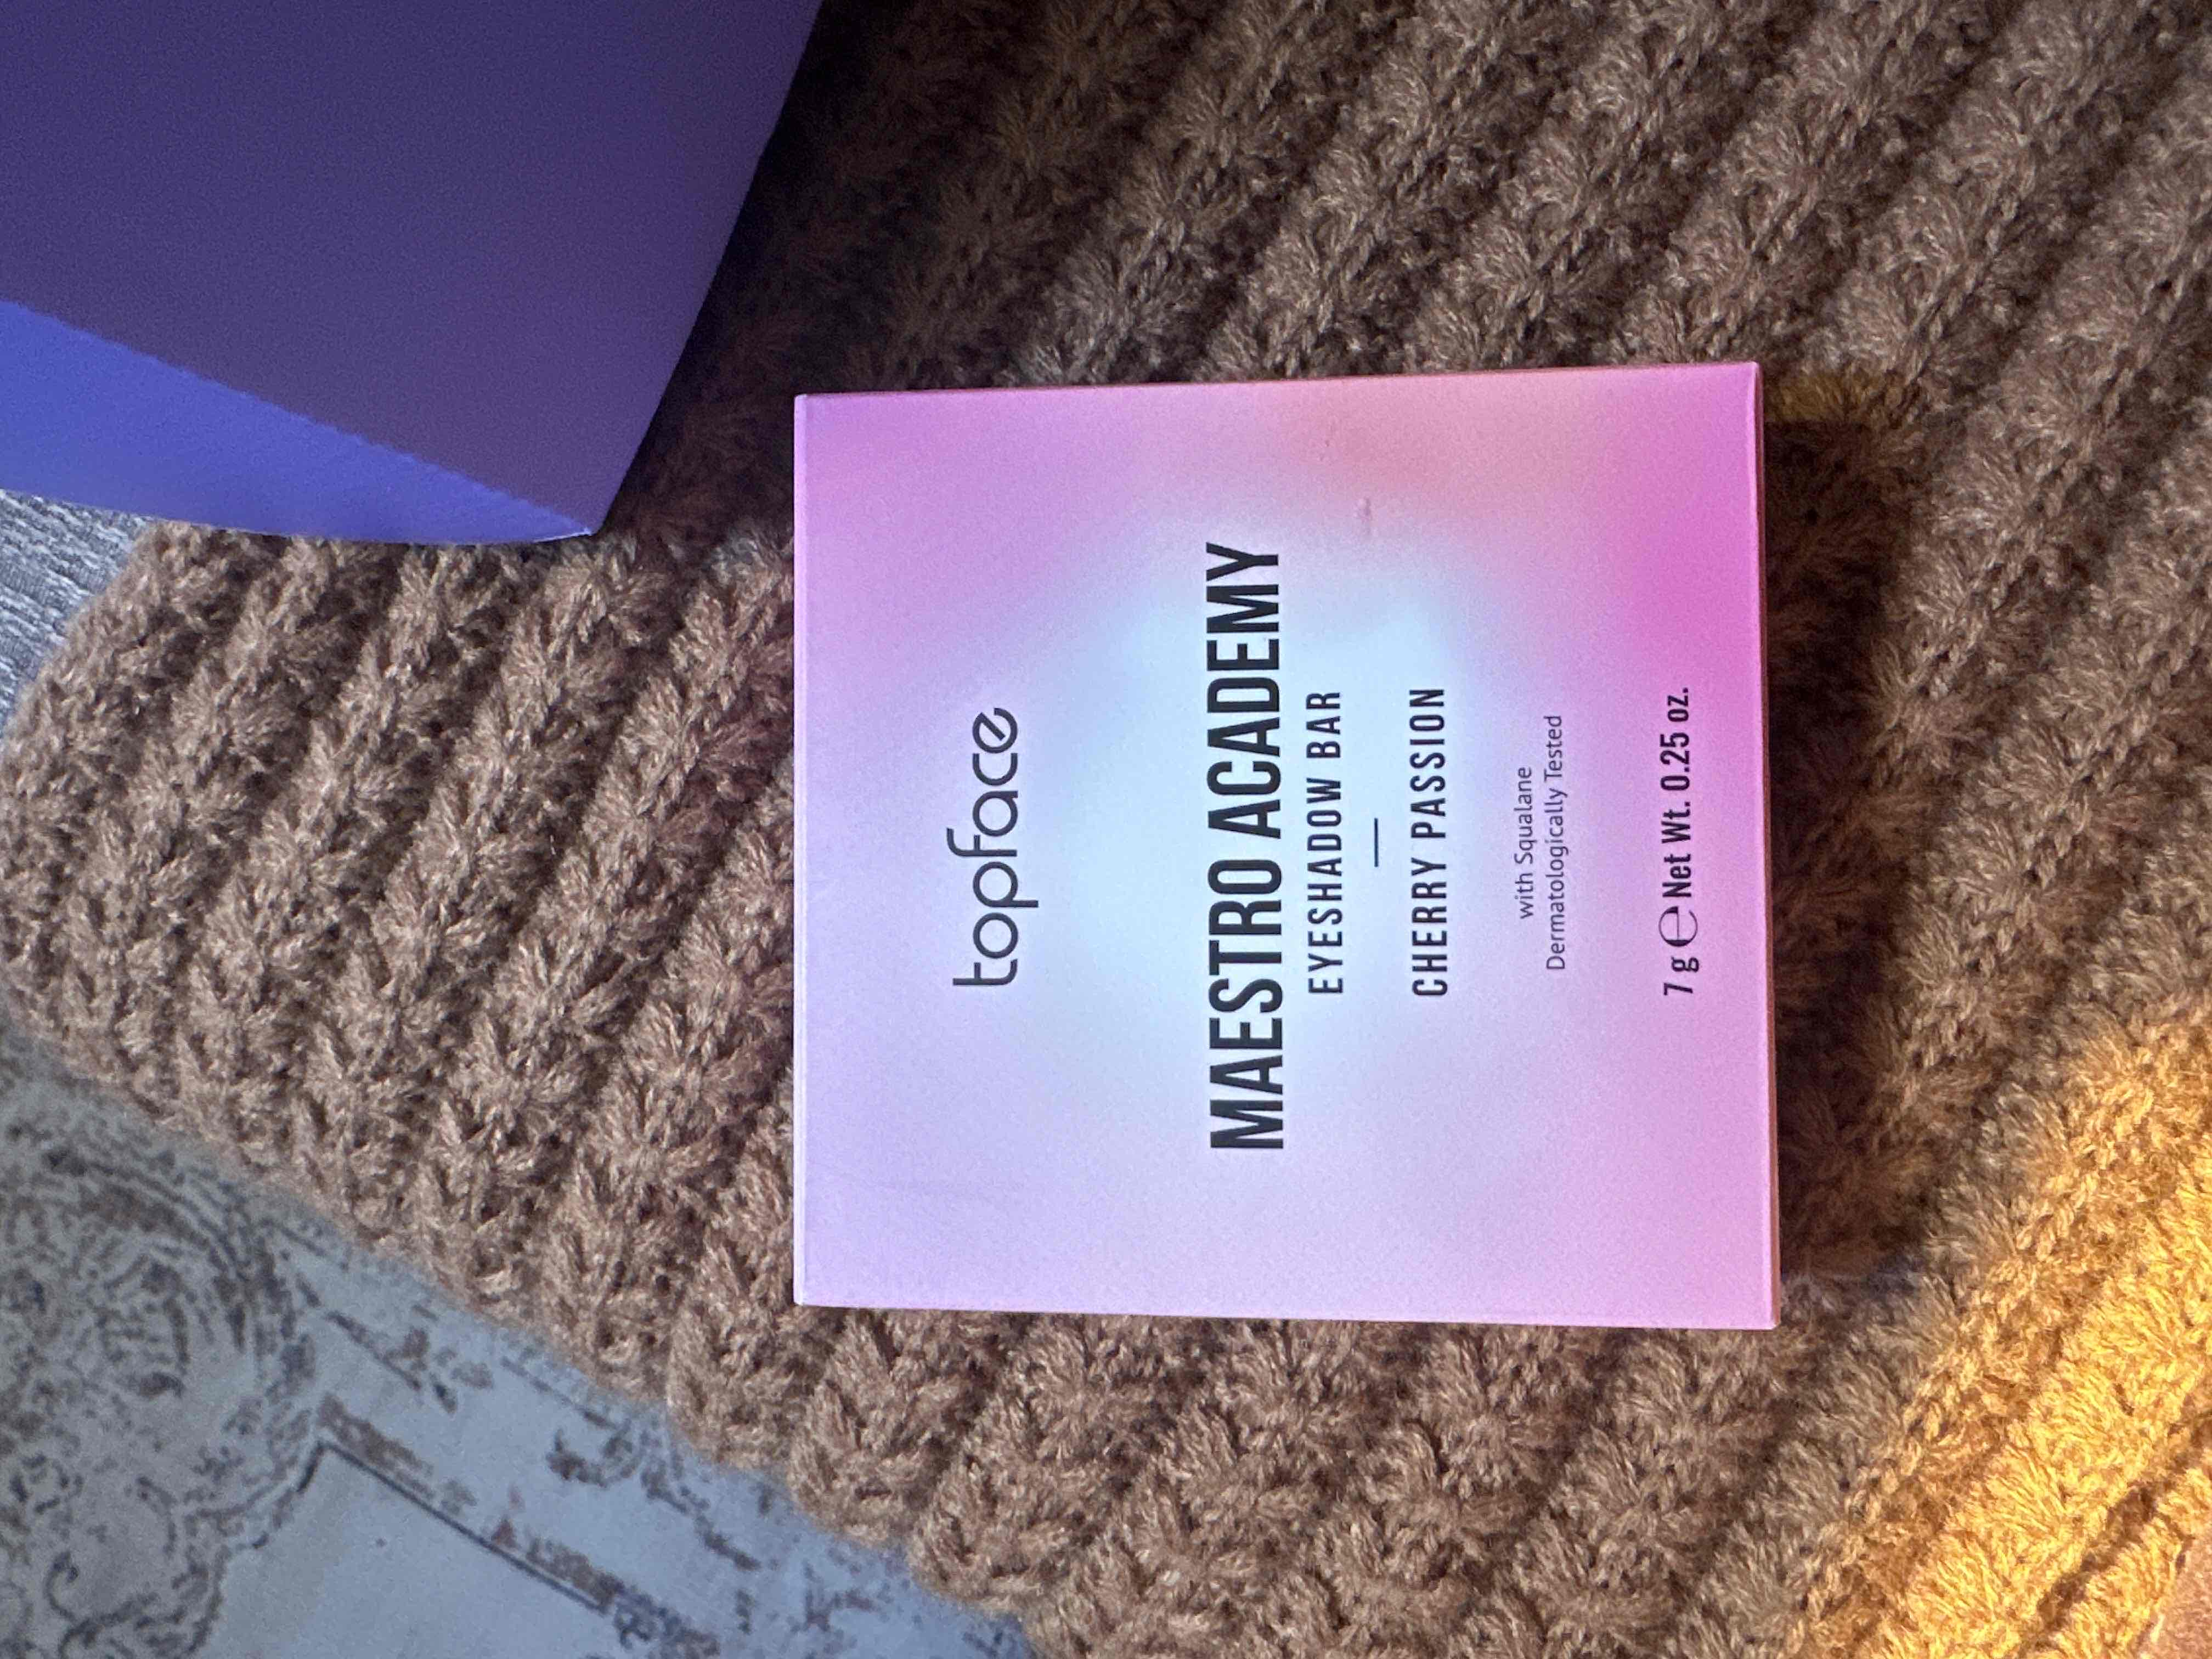 topface
MAESTRO ACADEMY
EYESHADOW BAR
CHERRY PASSION
with Squalane
Dermatologically Tested
7 g ℮ Net Wt. 0.25 oz.